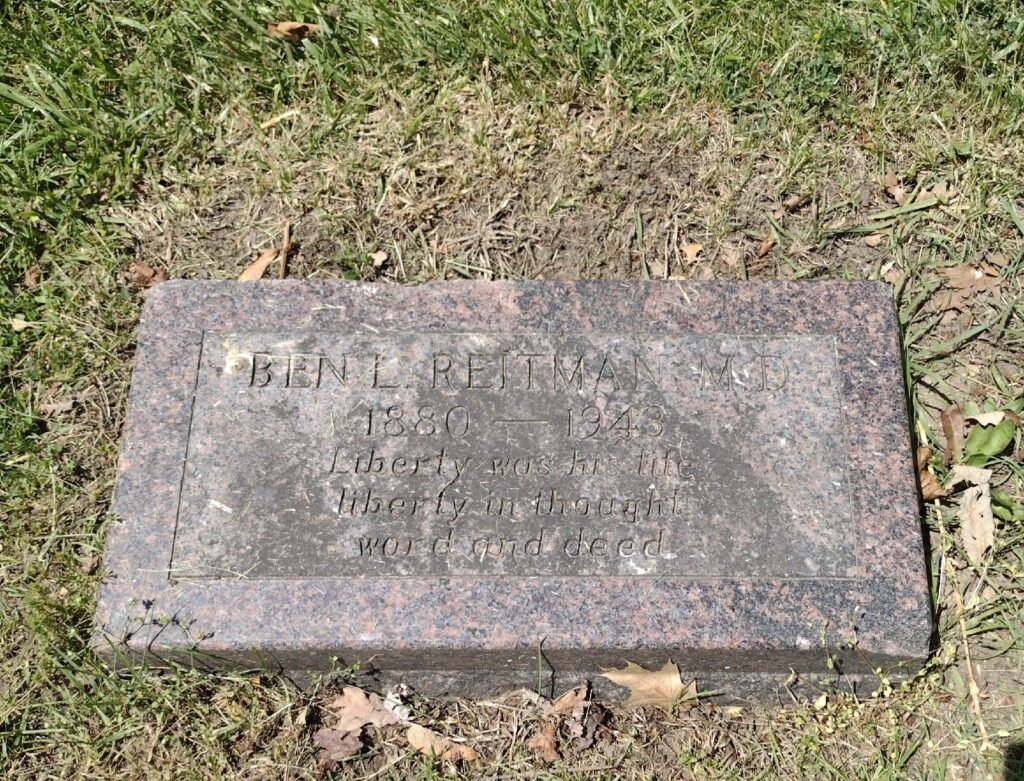 BEN L. REITMAN M.D.
1880 — 1943
Liberty was his life
liberty in thought
word and deed